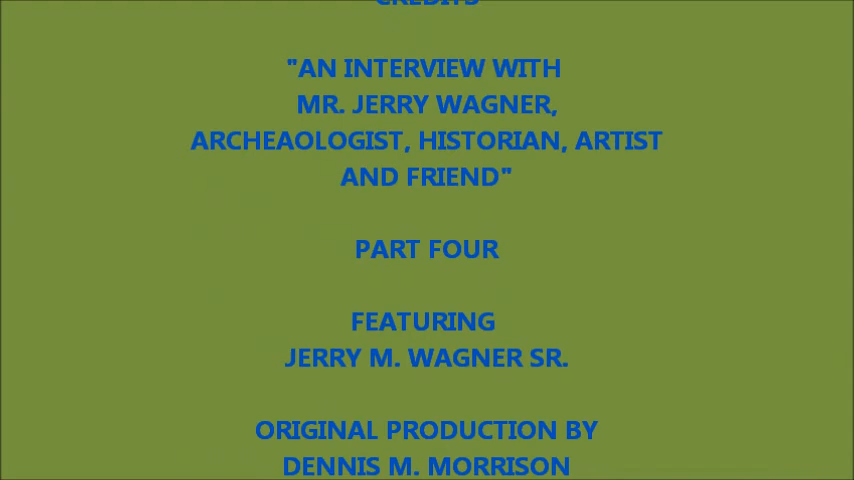 CREDITS
"AN INTERVIEW WITH
MR. JERRY WAGNER,
ARCHEAOLOGIST, HISTORIAN, ARTIST
AND FRIEND"
PART FOUR
FEATURING
JERRY M. WAGNER SR.
ORIGINAL PRODUCTION BY
DENNIS M. MORRISON